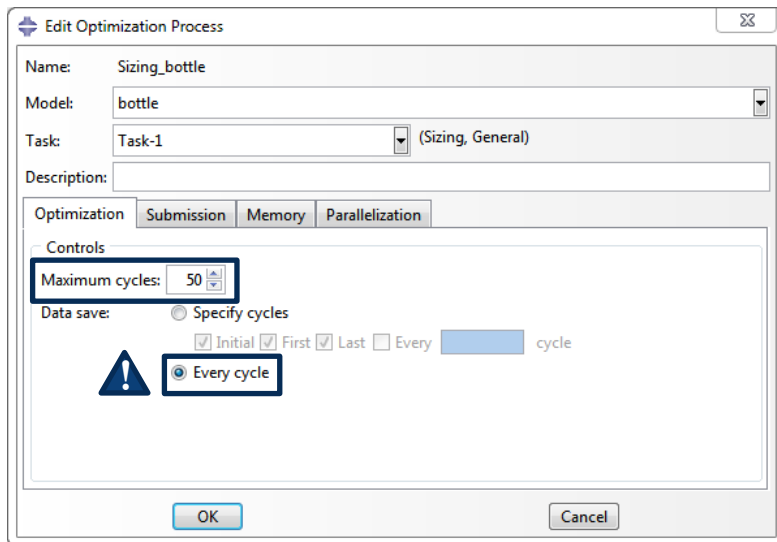 Edit Optimization Process
Name: Sizing_bottle
Model: bottle
Task: Task-1 (Sizing, General)
Description:
Optimization Submission Memory Parallelization
Controls
Maximum cycles: 50
Data save: Specify cycles
Initial First Last Every cycle
Every cycle
OK Cancel